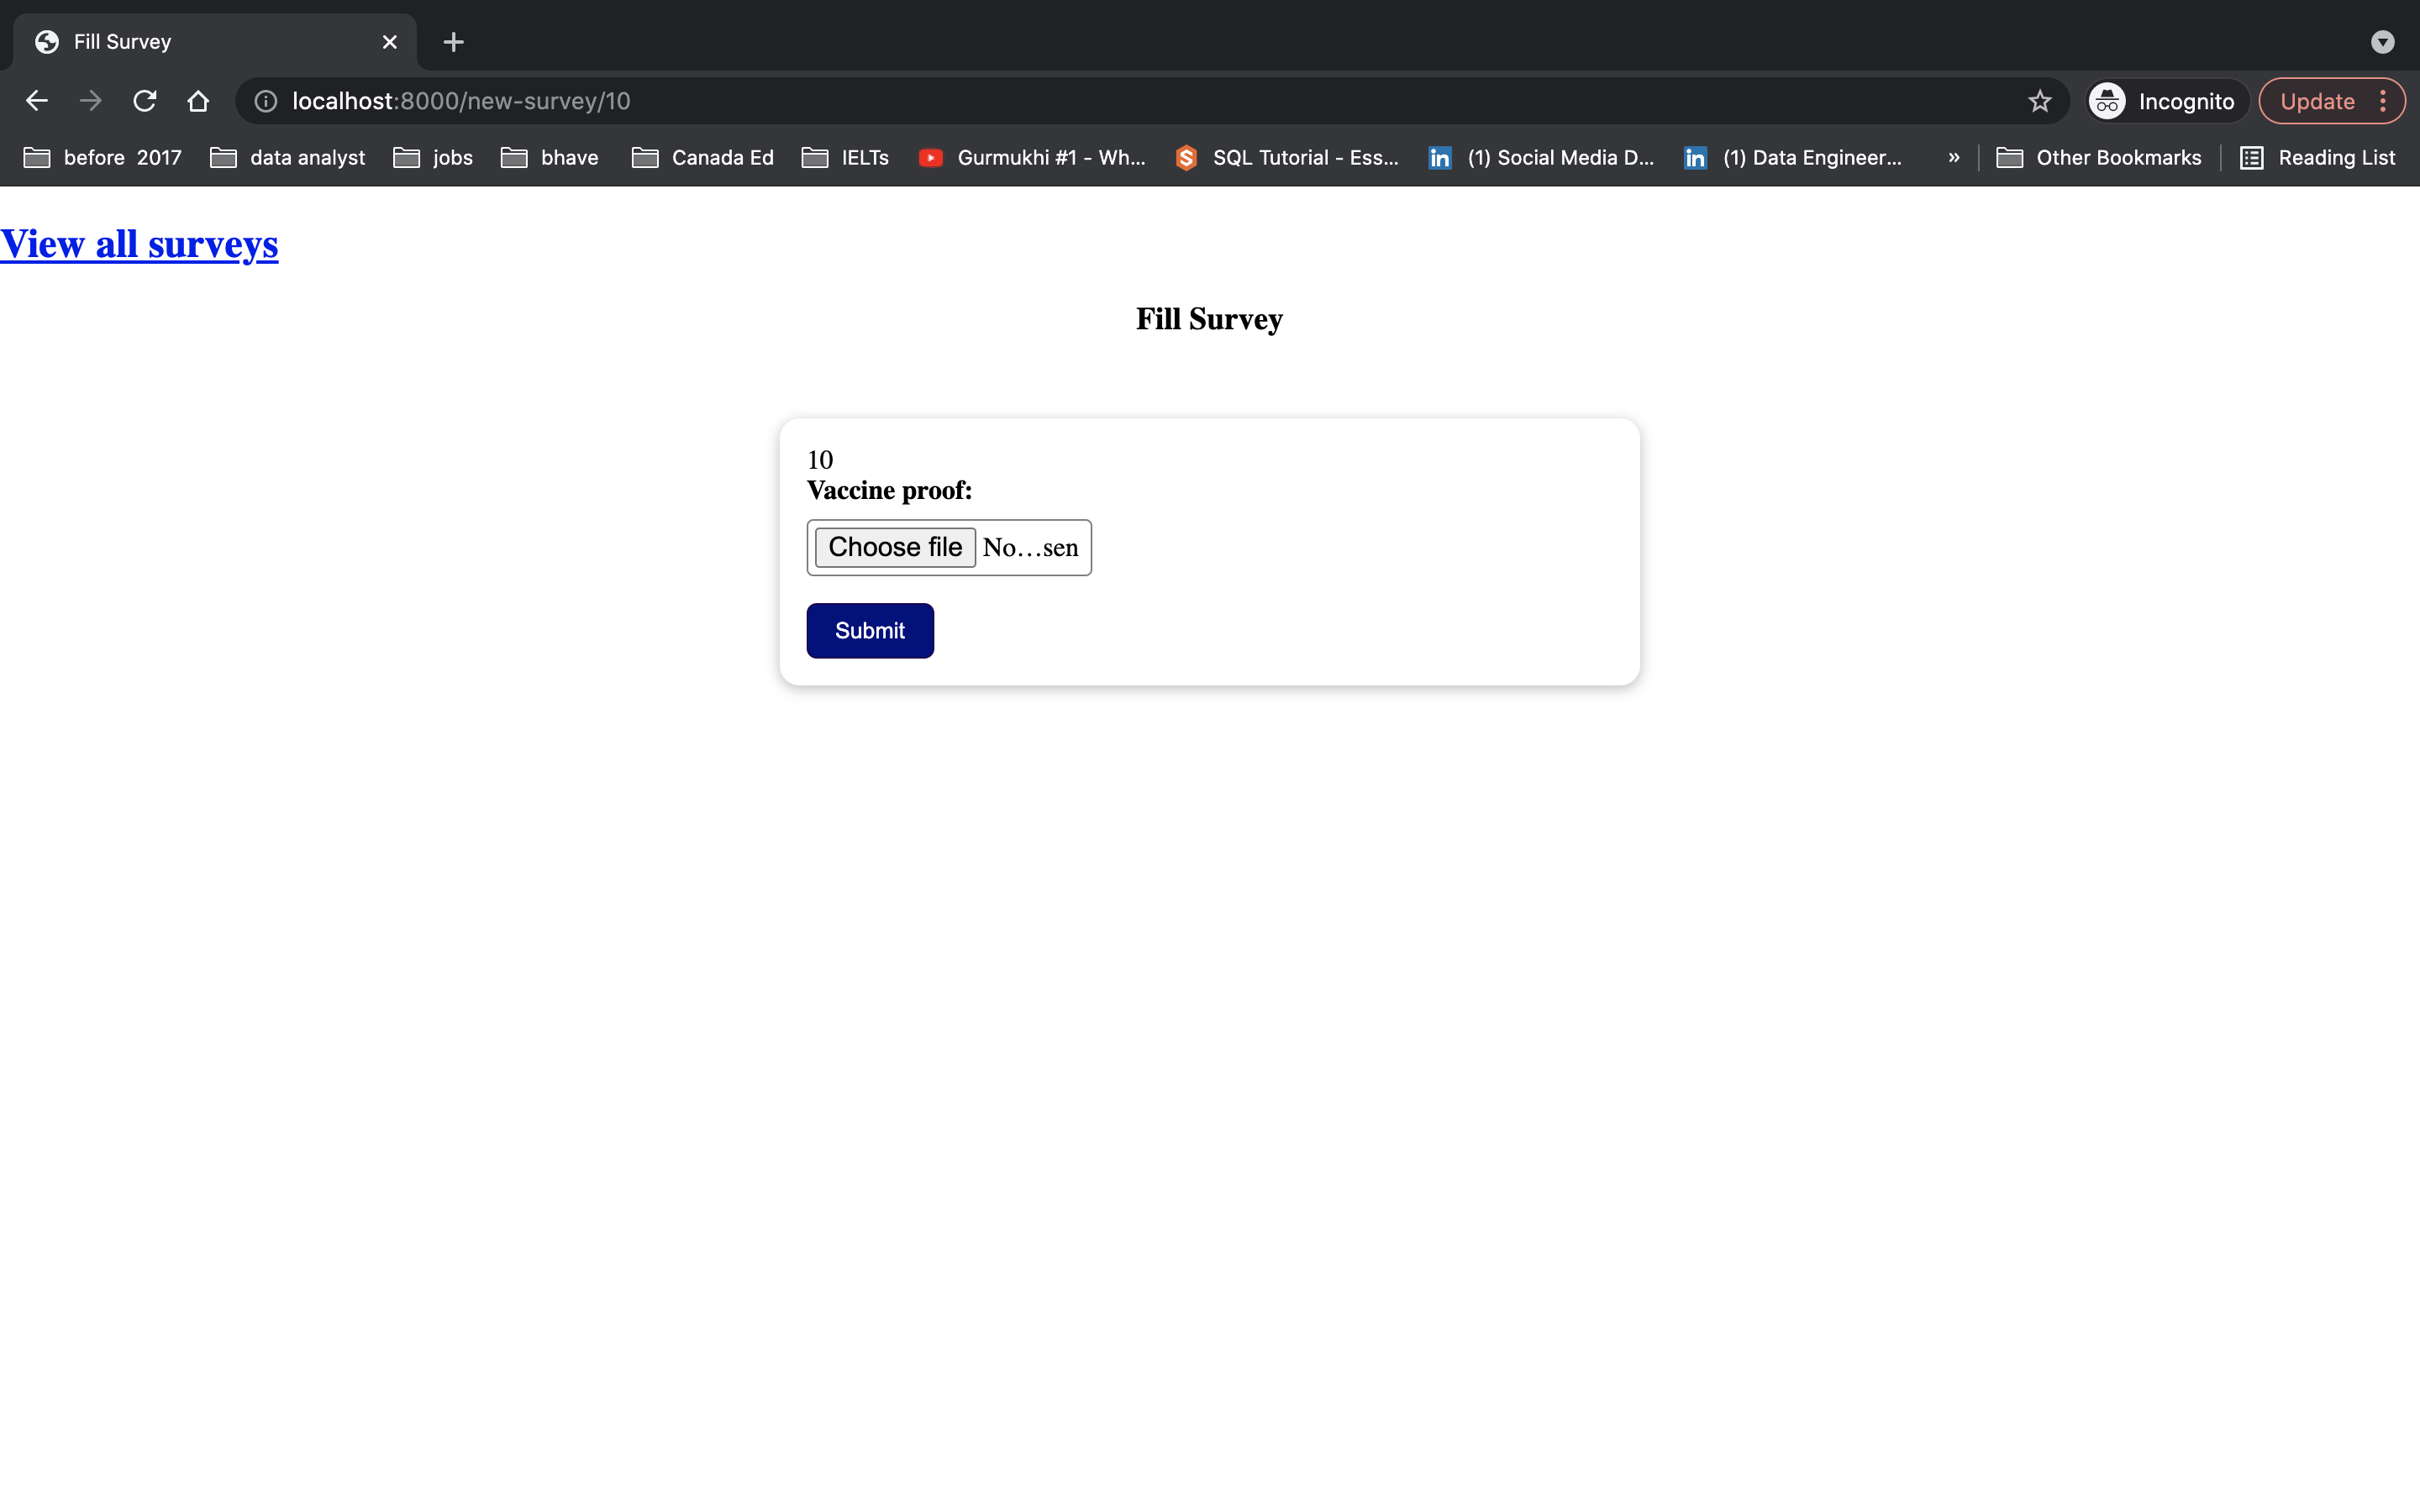 Fill Survey
localhost:8000/new-survey/10
Incognito
Update
before 2017 data analyst jobs bhave Canada Ed IELTs Gurmukhi #1 - Wh... SQL Tutorial - Ess... (1) Social Media D... (1) Data Engineer... » Other Bookmarks Reading List
View all surveys
Fill Survey
10
Vaccine proof:
Choose file No...sen
Submit